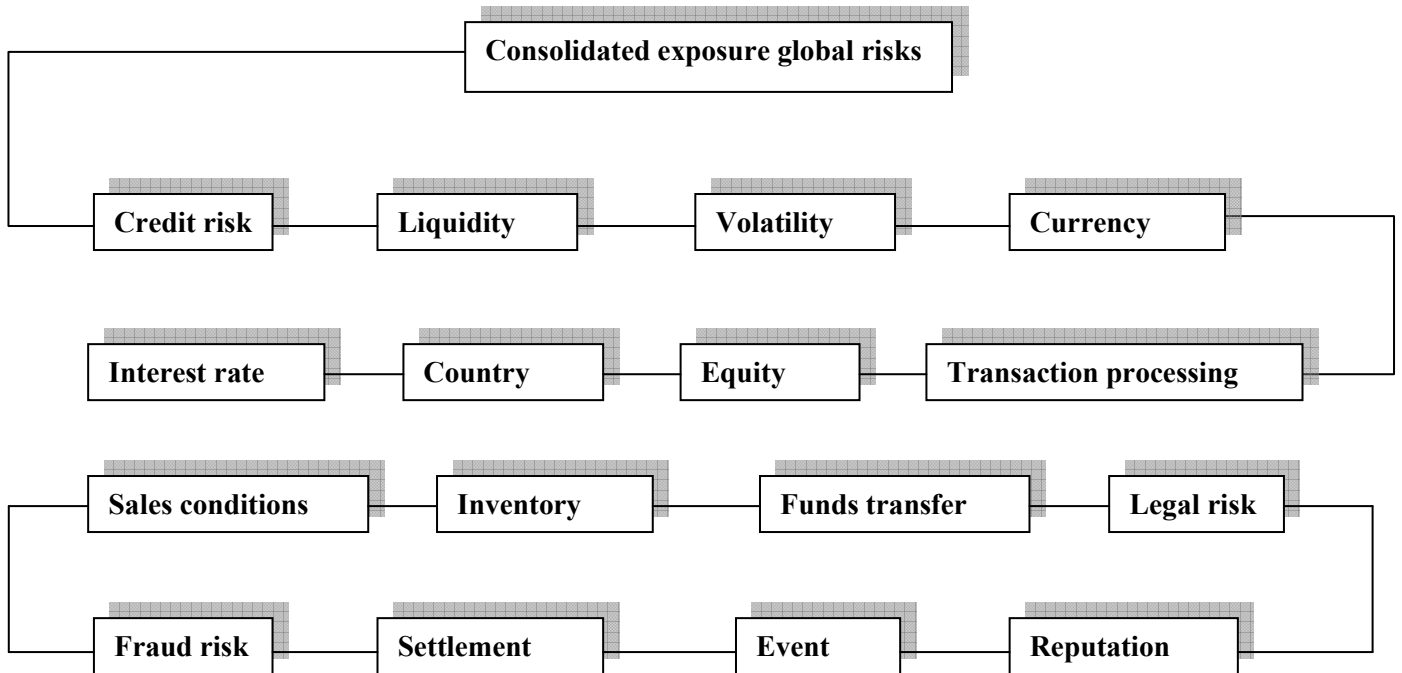 Consolidated exposure global risks
Credit risk
Liquidity
Volatility
Currency
Interest rate
Country
Equity
Transaction processing
Sales conditions
Inventory
Funds transfer
Legal risk
Fraud risk
Settlement
Event
Reputation